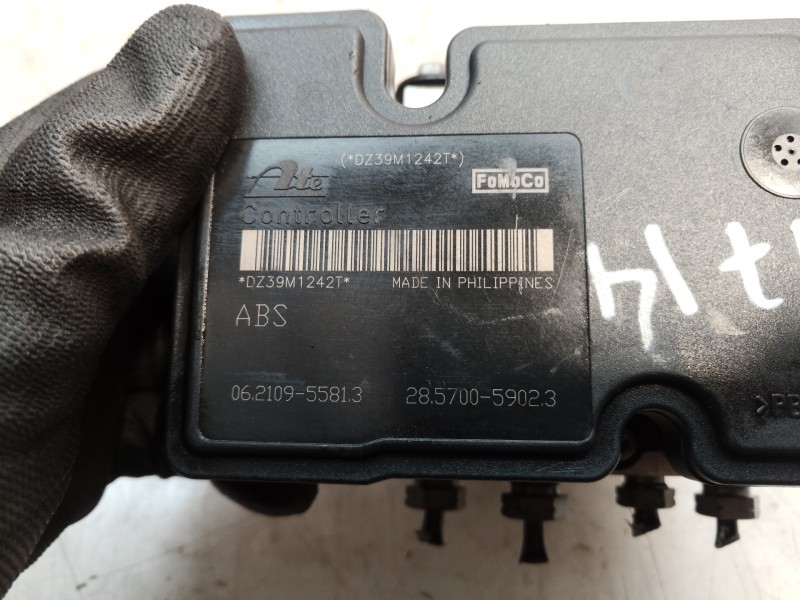 (*DZ39M1242T*)
Ate
FoMoCo
Controller
*DZ39M1242T* MADE IN PHILIPPINES
ABS
06.2109-5581.3 28.5700-5902.3